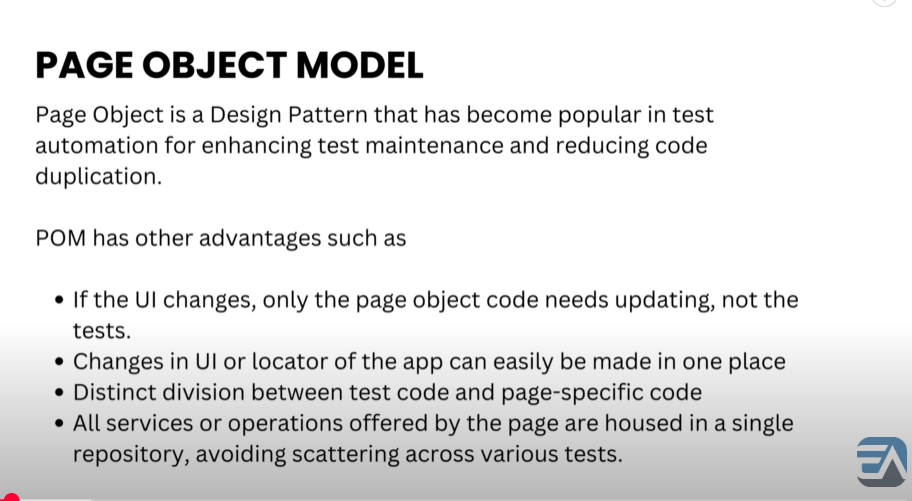 PAGE OBJECT MODEL
Page Object is a Design Pattern that has become popular in test
automation for enhancing test maintenance and reducing code
duplication.
POM has other advantages such as
• If the UI changes, only the page object code needs updating, not the
tests.
• Changes in UI or locator of the app can easily be made in one place
• Distinct division between test code and page-specific code
• All services or operations offered by the page are housed in a single
repository, avoiding scattering across various tests.
EA